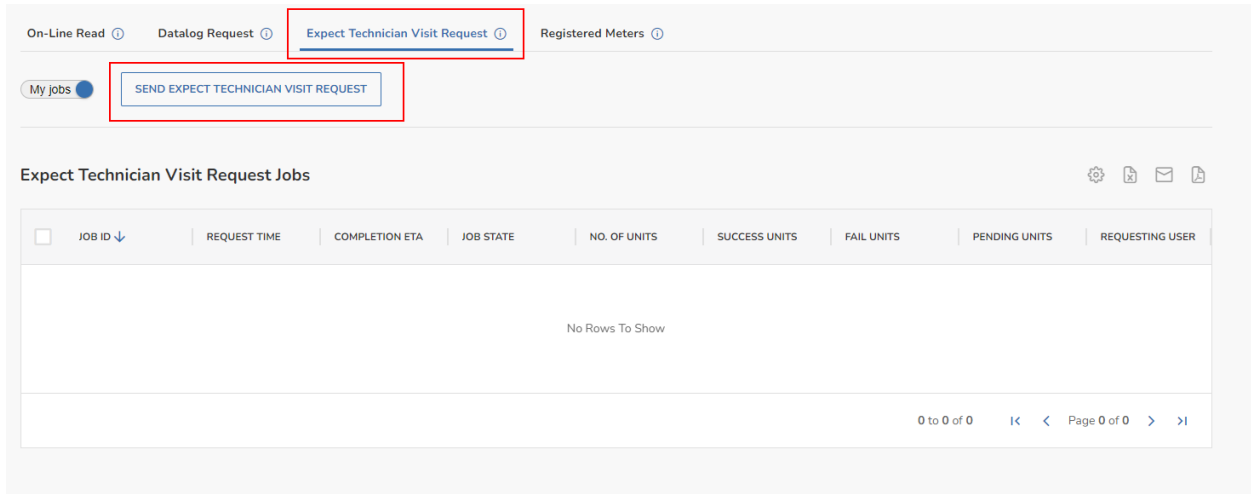 On-Line Read Datalog Request Expect Technician Visit Request Registered Meters
My jobs SEND EXPECT TECHNICIAN VISIT REQUEST
Expect Technician Visit Request Jobs
JOB ID REQUEST TIME COMPLETION ETA JOB STATE NO. OF UNITS SUCCESS UNITS FAIL UNITS PENDING UNITS REQUESTING USER
No Rows To Show
0 to 0 of 0 Page 0 of 0